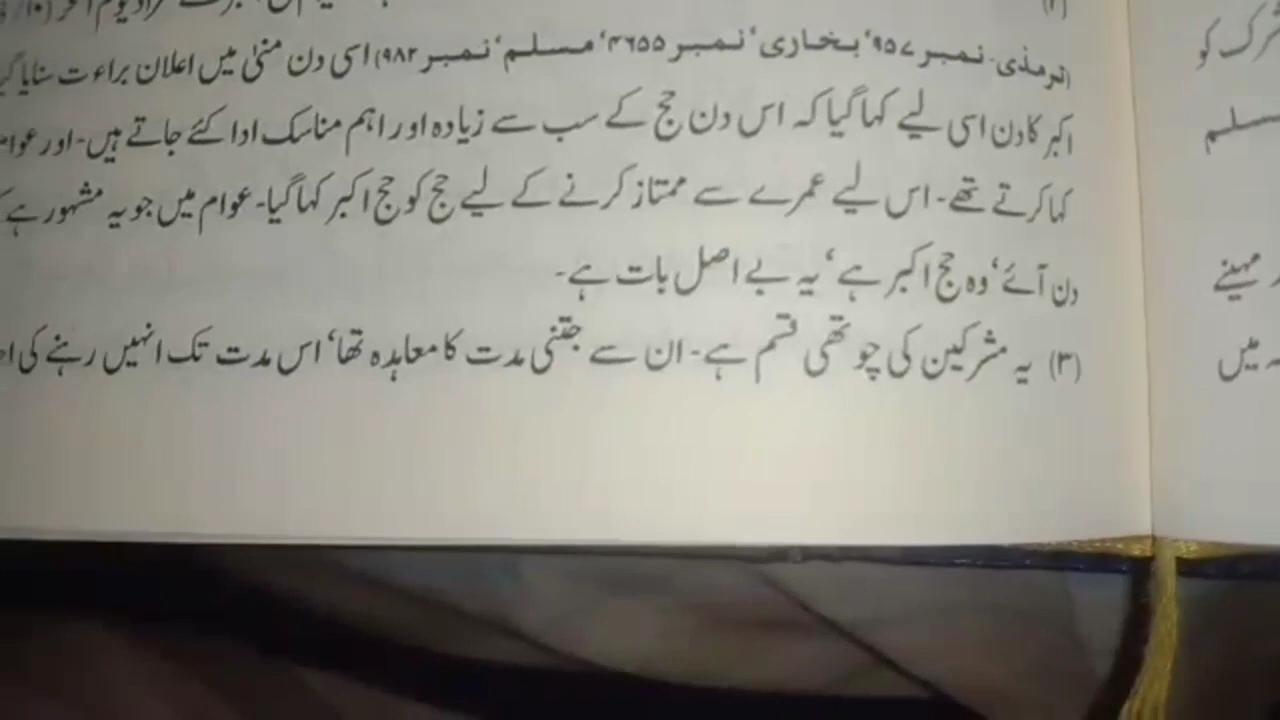 (۲)
(ترمذی۔ نمبر ۹۵۷‘ بخاری‘ نمبر ۴۶۵۵‘ مسلم‘ نمبر ۹۸۲) اسی دن منیٰ میں اعلان براءت سنایا
اکبر کا دن اسی لیے کہا گیا کہ اس دن حج کے سب سے زیادہ اور اہم مناسک ادا کئے جاتے ہیں۔ اور
کہا کرتے تھے۔ اس لیے عمرے سے ممتاز کرنے کے لیے حج کو حج اکبر کہا گیا۔ عوام میں جو یہ مشہور ہے
دن آئے‘ وہ حج اکبر ہے‘ یہ بے اصل بات ہے۔
(۳) یہ مشرکین کی چوتھی قسم ہے۔ ان سے جتنی مدت کا معاہدہ تھا‘ اس مدت تک انہیں رہنے کی
کو
مسلم
مہینے
میں